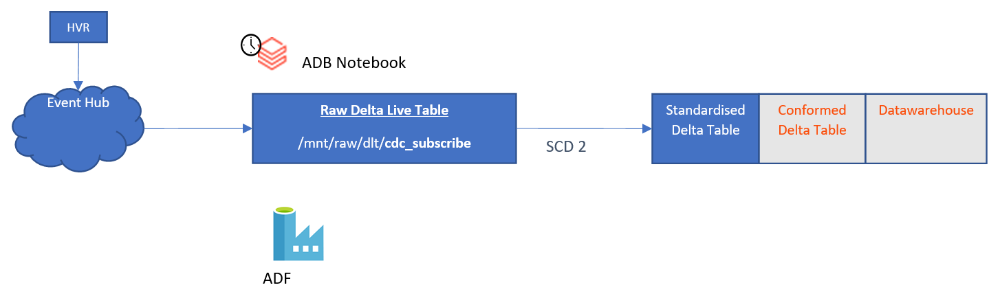 HVR
ADB Notebook
Event Hub
Raw Delta Live Table
/mnt/raw/dlt/cdc_subscribe
SCD 2
Standardised
Delta Table
Conformed
Delta Table
Datawarehouse
ADF